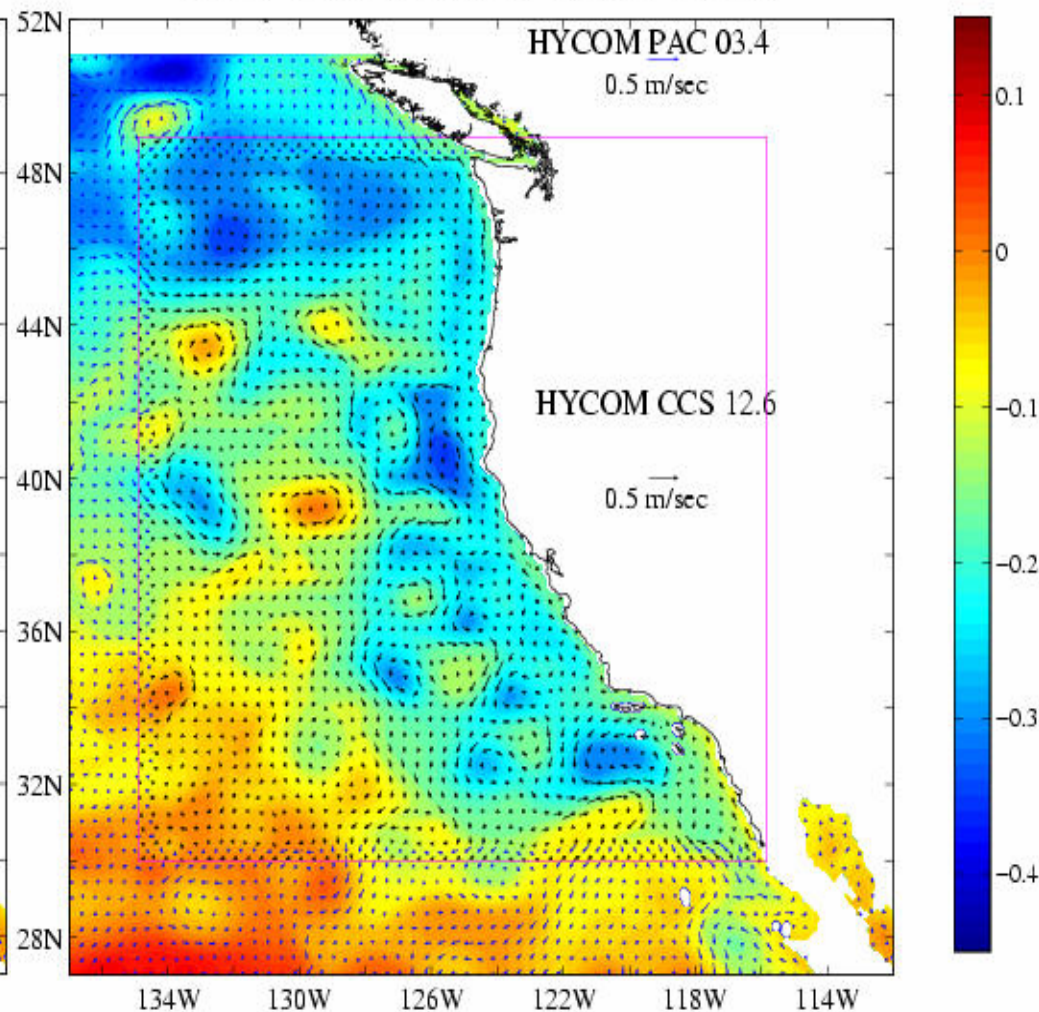 52N
HYCOM PAC 03.4
0.5 m/sec
0.1
48N
0
44N
HYCOM CCS 12.6
−0.1
40N
0.5 m/sec
−0.2
36N
−0.3
32N
−0.4
28N
134W 130W 126W 122W 118W 114W